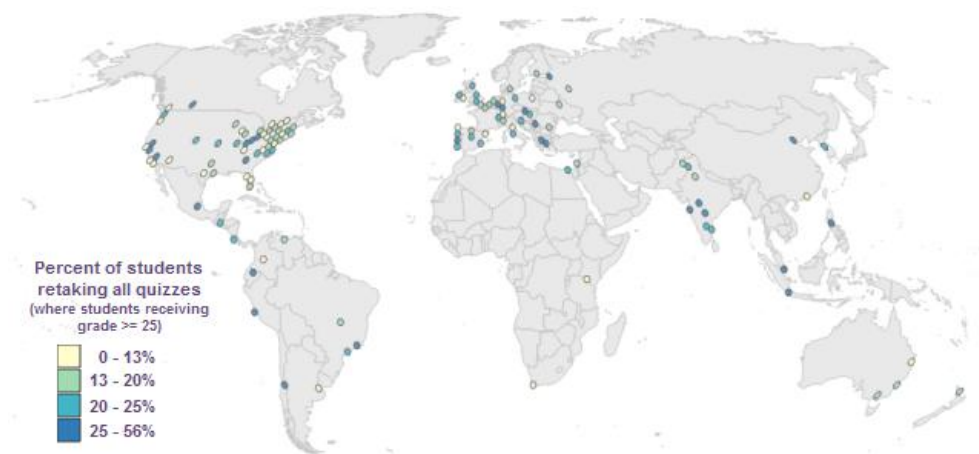 Percent of students
retaking all quizzes
(where students receiving
grade >= 25)
0 - 13%
13 - 20%
20 - 25%
25 - 56%